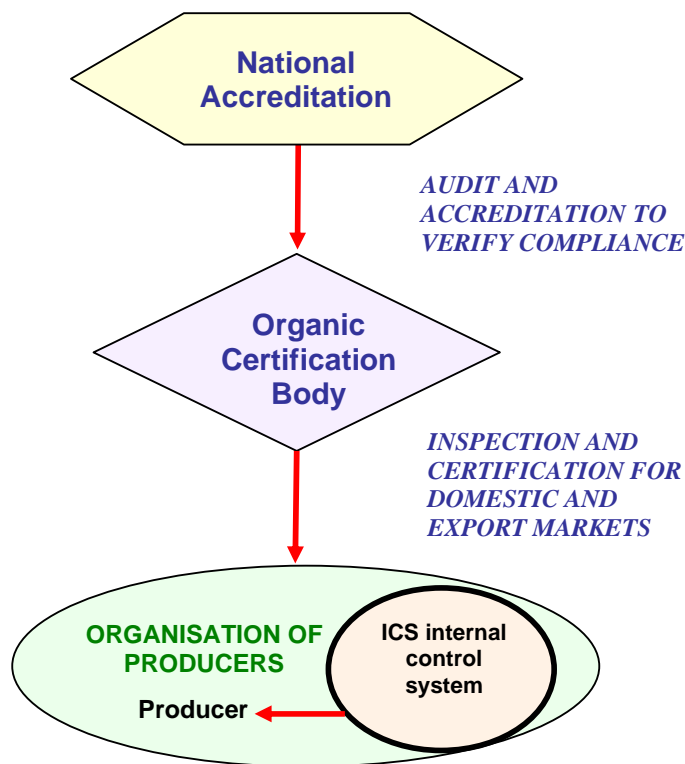 National
Accreditation
AUDIT AND
ACCREDITATION TO
VERIFY COMPLIANCE
Organic
Certification
Body
INSPECTION AND
CERTIFICATION FOR
DOMESTIC AND
EXPORT MARKETS
ORGANISATION OF
PRODUCERS
Producer
ICS internal
control
system